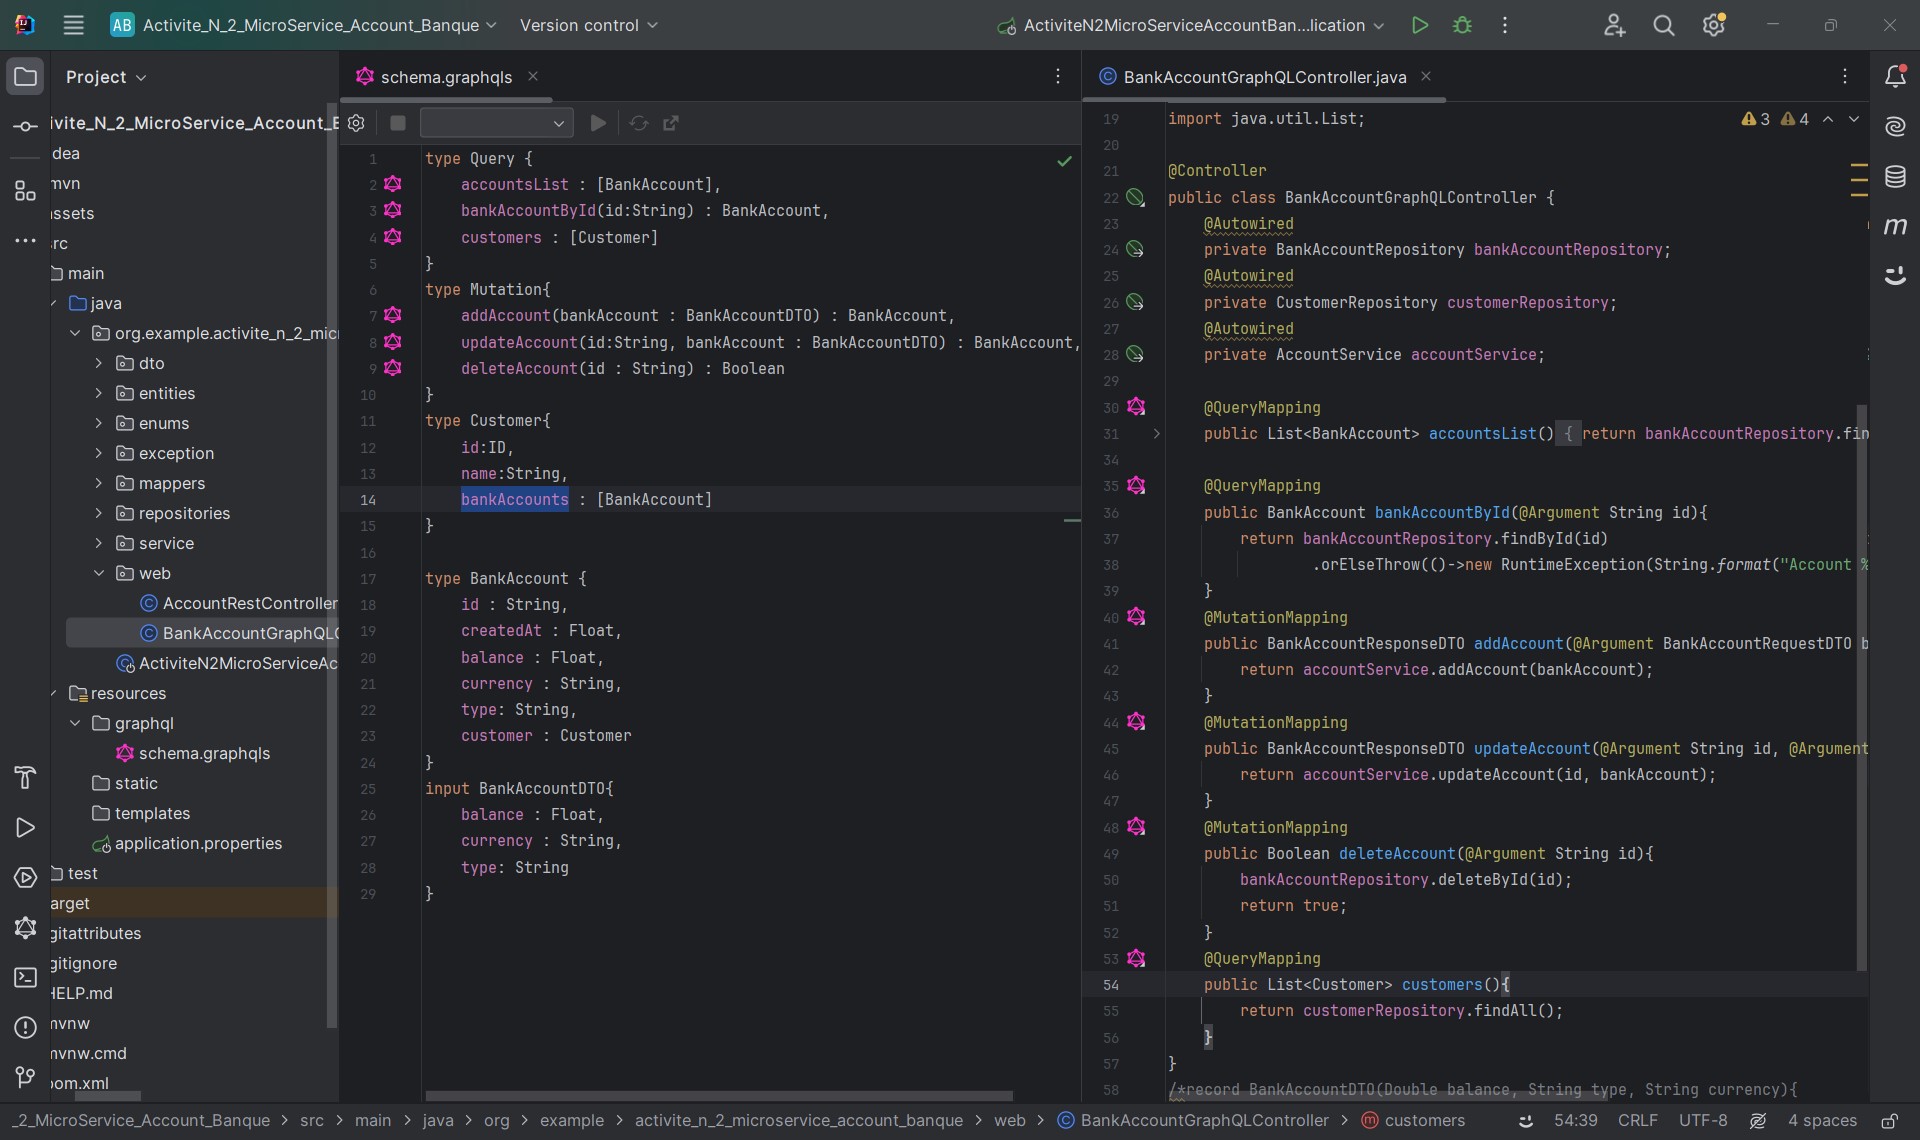 AB Activite_N_2_MicroService_Account_Banque Version control ActiviteN2MicroServiceAccountBan...lication
Project
ivite_N_2_MicroService_Account_B
dea
mvn
ssets
rc
main
java
org.example.activite_n_2_mic
dto
entities
enums
exception
mappers
repositories
service
web
AccountRestController
BankAccountGraphQL
ActiviteN2MicroServiceAc
resources
graphql
schema.graphqls
static
templates
application.properties
test
arget
gitattributes
gitignore
HELP.md
mvnw
mvnw.cmd
pom.xml
schema.graphqls
1 type Query {
2 accountsList : [BankAccount],
3 bankAccountById(id:String) : BankAccount,
4 customers : [Customer]
5 }
6 type Mutation{
7 addAccount(bankAccount : BankAccountDTO) : BankAccount,
8 updateAccount(id:String, bankAccount : BankAccountDTO) : BankAccount,
9 deleteAccount(id : String) : Boolean
10 }
11 type Customer{
12 id:ID,
13 name:String,
14 bankAccounts : [BankAccount]
15 }
16
17 type BankAccount {
18 id : String,
19 createdAt : Float,
20 balance : Float,
21 currency : String,
22 type: String,
23 customer : Customer
24 }
25 input BankAccountDTO{
26 balance : Float,
27 currency : String,
28 type: String
29 }
BankAccountGraphQLController.java
3 4
19 import java.util.List;
20
21 @Controller
22 public class BankAccountGraphQLController {
23 @Autowired
24 private BankAccountRepository bankAccountRepository;
25 @Autowired
26 private CustomerRepository customerRepository;
27 @Autowired
28 private AccountService accountService;
29
30 @QueryMapping
31 public List<BankAccount> accountsList() { return bankAccountRepository.fin
34
35 @QueryMapping
36 public BankAccount bankAccountById(@Argument String id){
37 return bankAccountRepository.findById(id)
38 .orElseThrow(()->new RuntimeException(String.format("Account %
39 }
40 @MutationMapping
41 public BankAccountResponseDTO addAccount(@Argument BankAccountRequestDTO b
42 return accountService.addAccount(bankAccount);
43 }
44 @MutationMapping
45 public BankAccountResponseDTO updateAccount(@Argument String id, @Argument
46 return accountService.updateAccount(id, bankAccount);
47 }
48 @MutationMapping
49 public Boolean deleteAccount(@Argument String id){
50 bankAccountRepository.deleteById(id);
51 return true;
52 }
53 @QueryMapping
54 public List<Customer> customers(){
55 return customerRepository.findAll();
56 }
57 }
58 /*record BankAccountDTO(Double balance, String type, String currency){
m
_2_MicroService_Account_Banque > src > main > java > org > example > activite_n_2_microservice_account_banque > web > BankAccountGraphQLController > customers 54:39 CRLF UTF-8 4 spaces